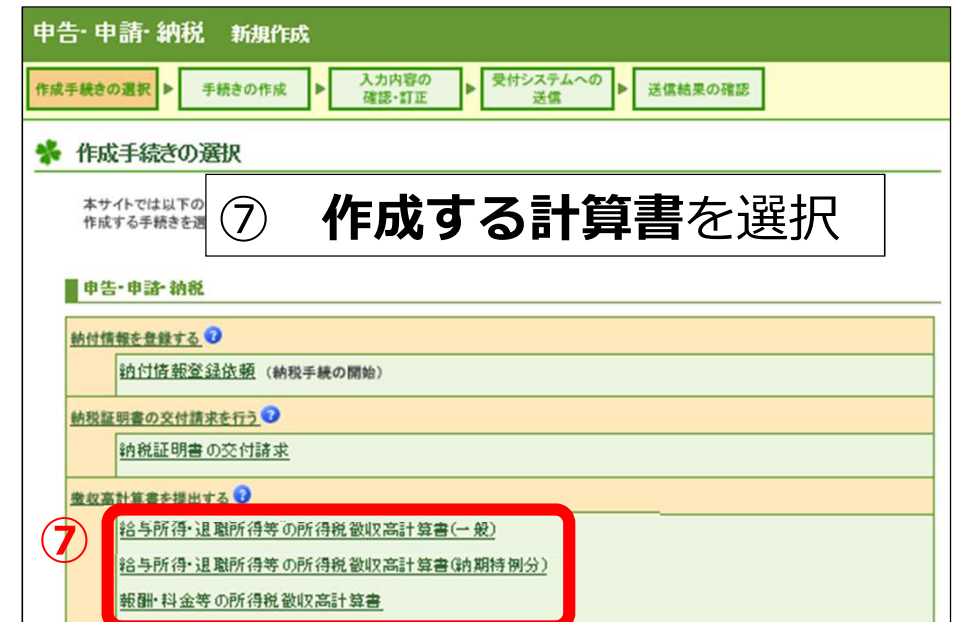 申告・申請・納税 新規作成
作成手続きの選択 ▶ 手続きの作成 ▶ 入力内容の確認・訂正 ▶ 受付システムへの送信 ▶ 送信結果の確認
作成手続きの選択
本サイトでは以下の
作成する手続きを選
⑦ 作成する計算書を選択
申告・申請・納税
納付情報を登録する
納付情報登録依頼 (納税手続の開始)
納税証明書の交付請求を行う
納税証明書の交付請求
徴収高計算書を提出する
⑦
給与所得・退職所得等の所得税徴収高計算書(一般)
給与所得・退職所得等の所得税徴収高計算書(納期特例分)
報酬・料金等の所得税徴収高計算書